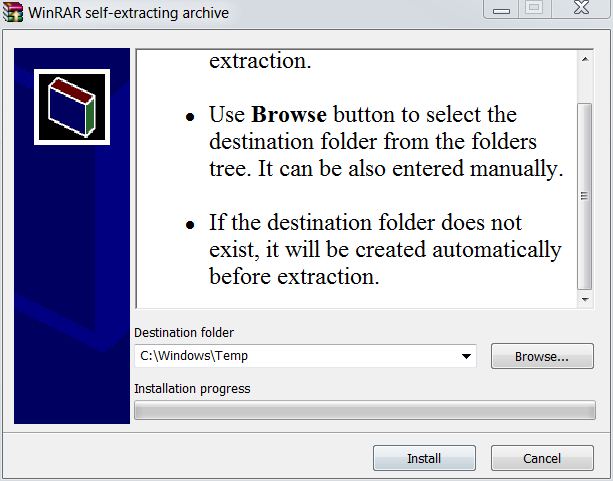 WinRAR self-extracting archive
extraction.
• Use Browse button to select the
destination folder from the folders
tree. It can be also entered manually.
• If the destination folder does not
exist, it will be created automatically
before extraction.
Destination folder
C:\Windows\Temp
Browse...
Installation progress
Install
Cancel